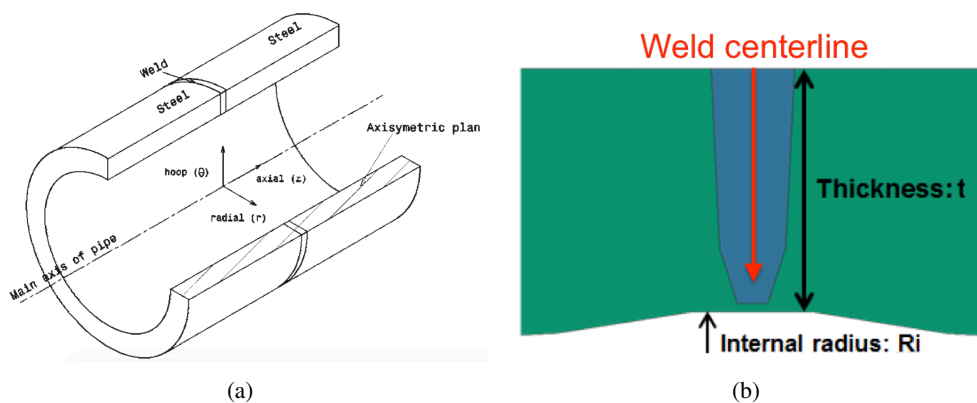 Steel
Weld
Steel
Axisymetric plan
hoop (θ)
axial (z)
radial (r)
Main axis of pipe
(a)
Weld centerline
Thickness: t
Internal radius: Ri
(b)